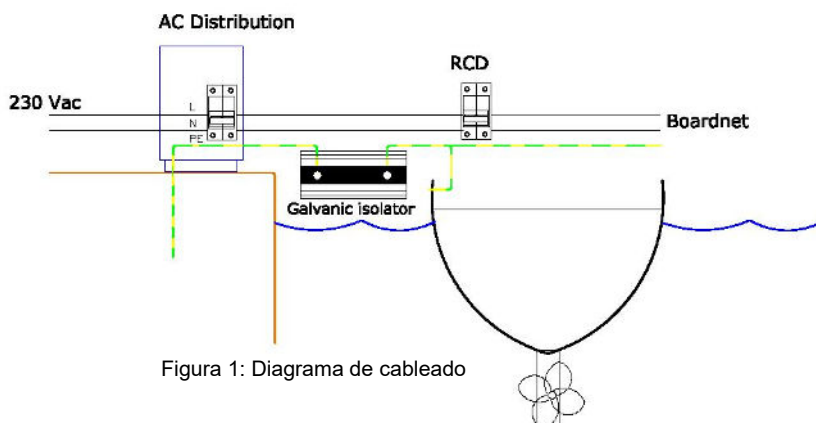 AC Distribution
RCD
230 Vac
L
N
PE
Boardnet
Galvanic isolator
Figura 1: Diagrama de cableado